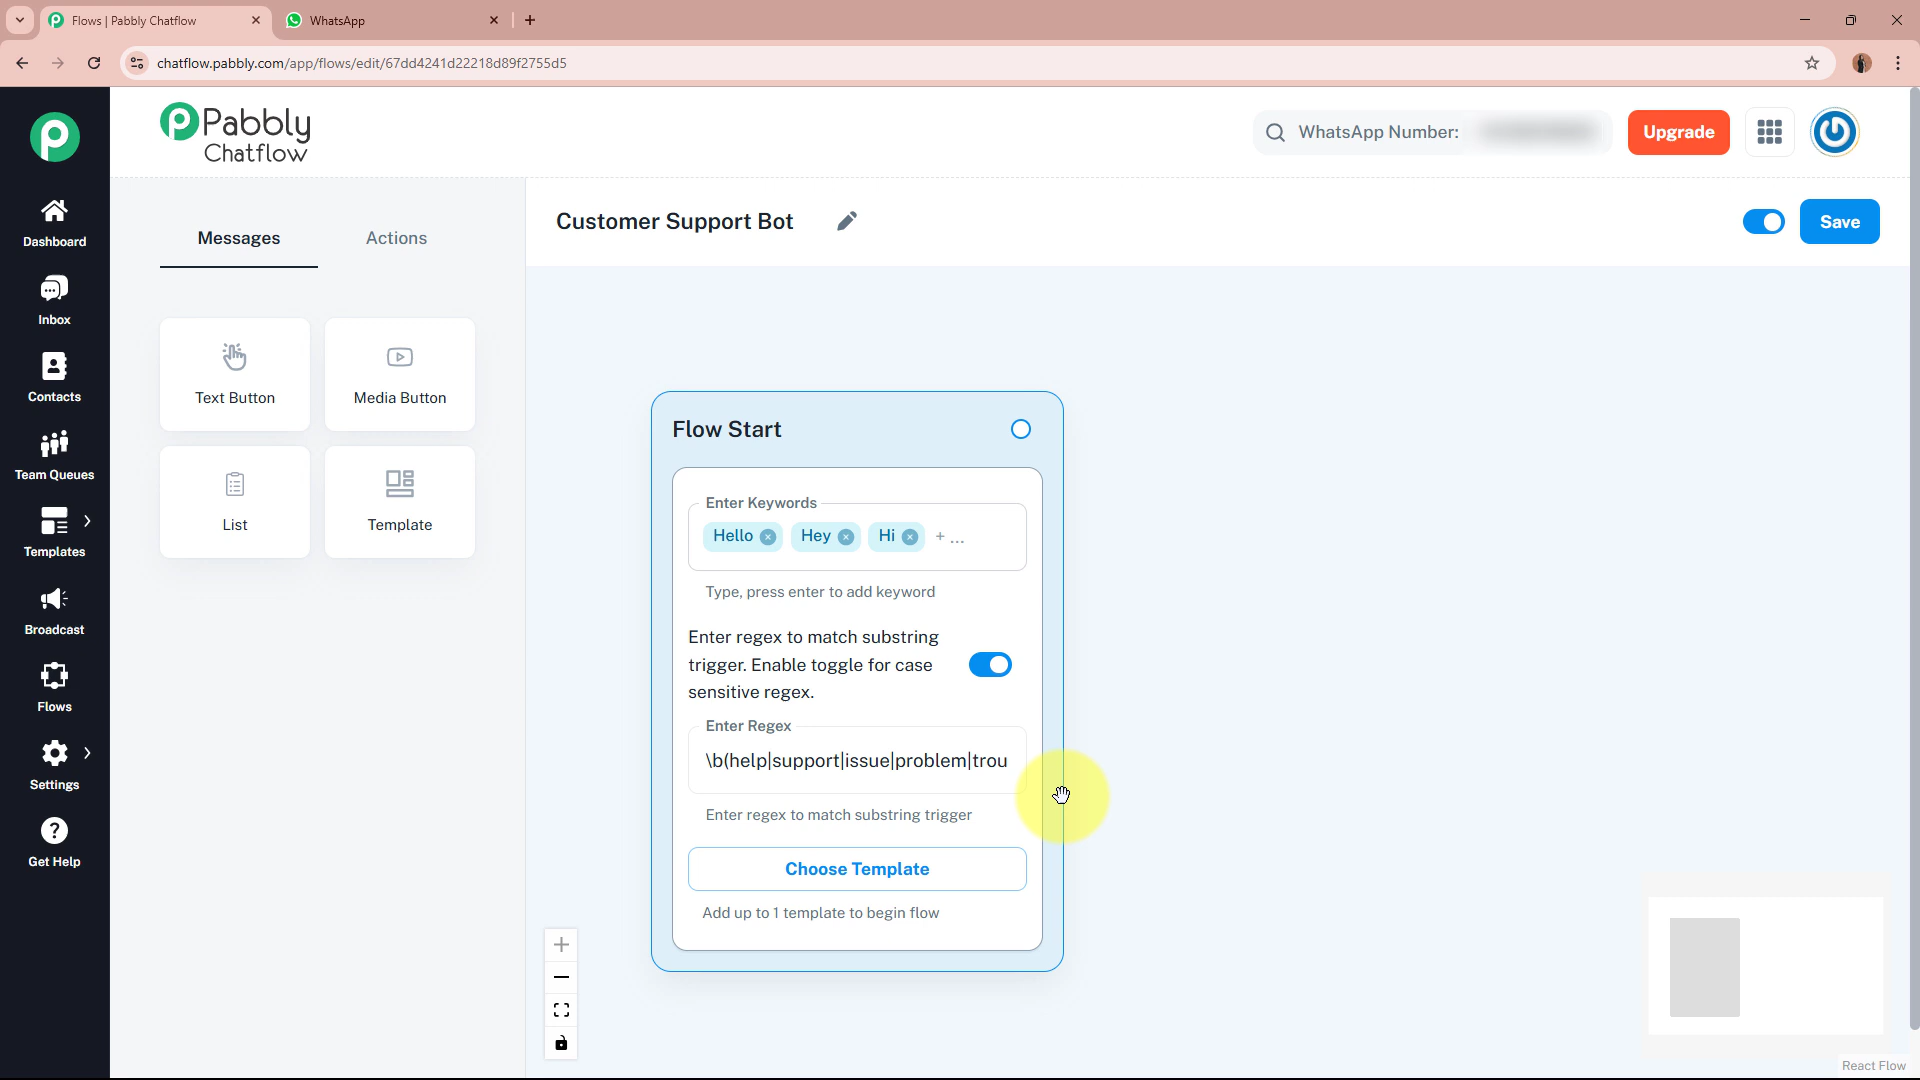 Flows | Pabbly Chatflow
WhatsApp
chatflow.pabbly.com/app/flows/edit/67dd4241d22218d89f2755d5
Pabbly
Chatflow
WhatsApp Number:
Upgrade
Dashboard
Inbox
Contacts
Team Queues
Templates
Broadcast
Flows
Settings
Get Help
Messages
Actions
Text Button
Media Button
List
Template
Customer Support Bot
Save
Flow Start
Enter Keywords
Hello Hey Hi + ...
Type, press enter to add keyword
Enter regex to match substring
trigger. Enable toggle for case
sensitive regex.
Enter Regex
\b(help|support|issue|problem|trou
Enter regex to match substring trigger
Choose Template
Add up to 1 template to begin flow
React Flow